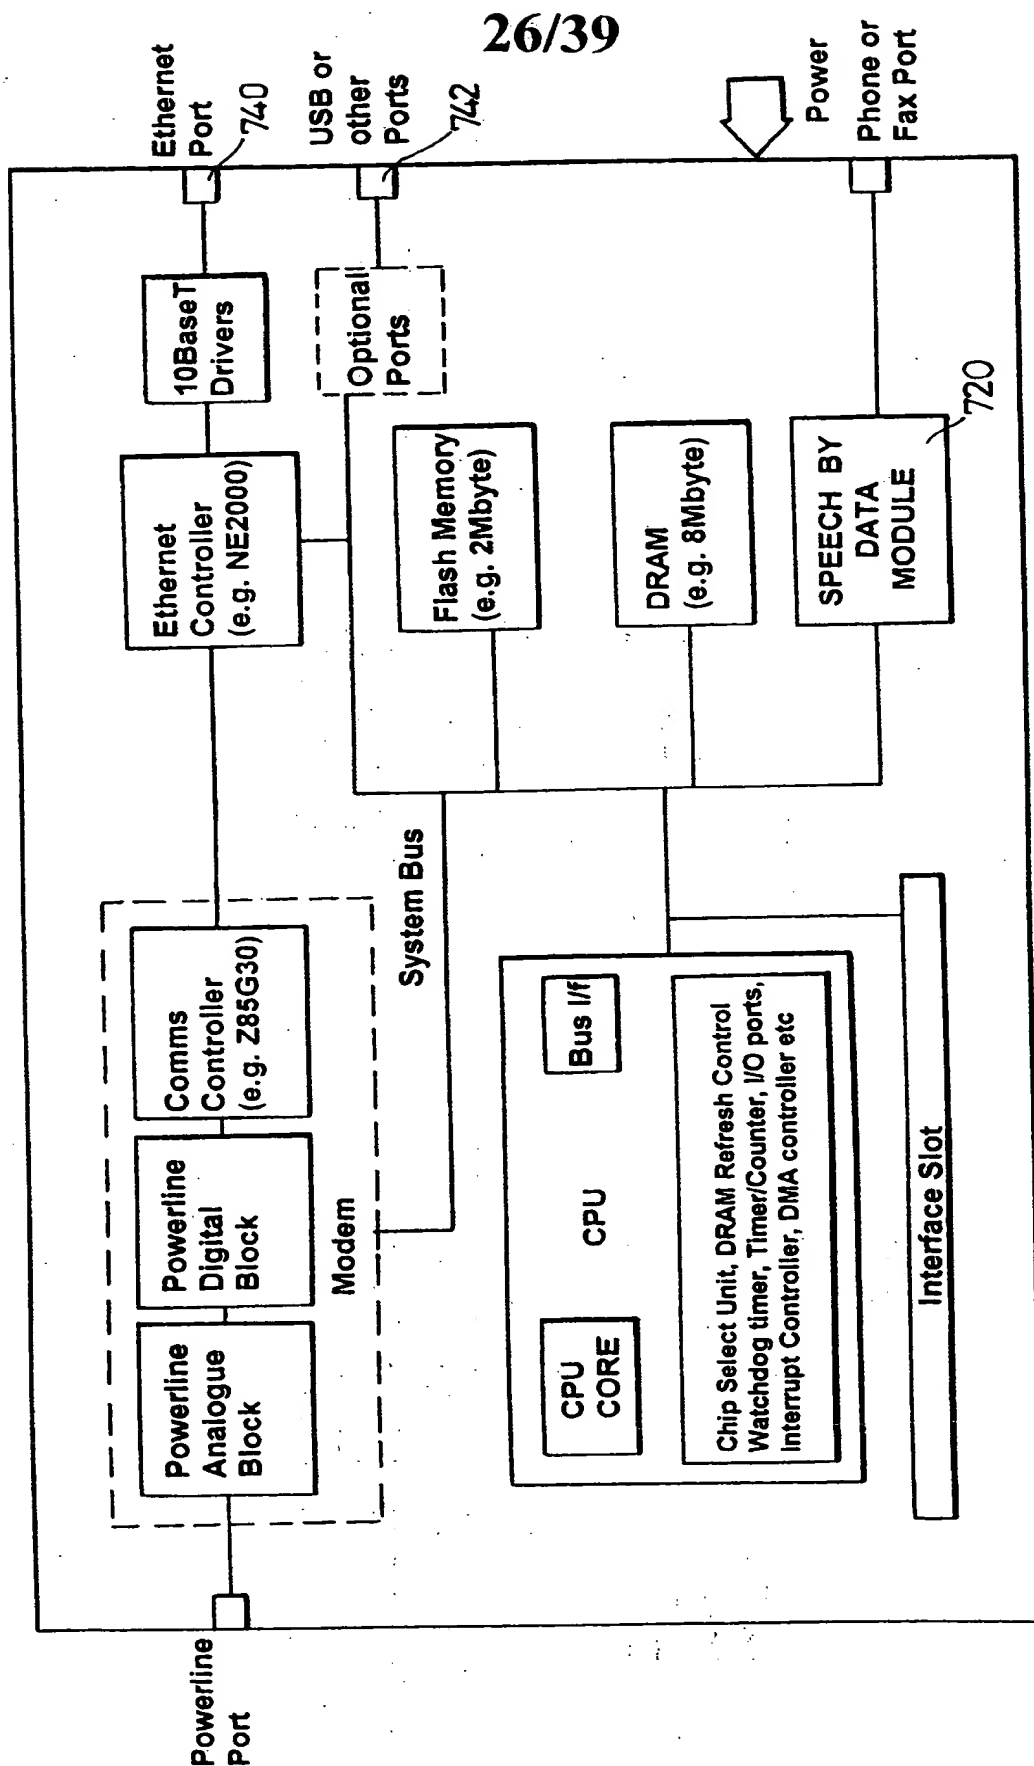 26/39
Powerline
Port
Powerline
Analogue
Block
Powerline
Digital
Block
Comms
Controller
(e.g. Z85G30)
Modem
Ethernet
Controller
(e.g. NE2000)
10BaseT
Drivers
Ethernet
Port
740
Optional
Ports
USB or
other
Ports
742
System Bus
Flash Memory
(e.g. 2Mbyte)
DRAM
(e.g. 8Mbyte)
SPEECH BY
DATA
MODULE
720
Power
Phone or
Fax Port
CPU
CORE
CPU
Bus I/f
Chip Select Unit, DRAM Refresh Control
Watchdog timer, Timer/Counter, I/O ports,
Interrupt Controller, DMA controller etc
Interface Slot